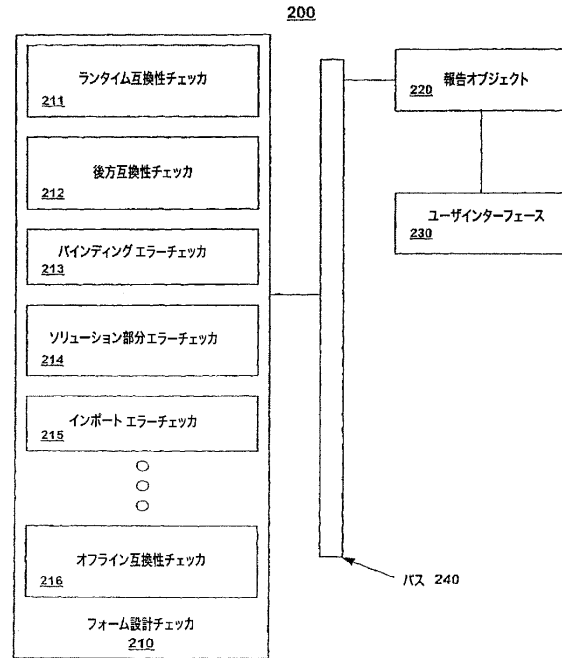 200
ランタイム互換性チェッカ
211
後方互換性チェッカ
212
バインディング エラーチェッカ
213
ソリューション部分エラーチェッカ
214
インポート エラーチェッカ
215
オフライン互換性チェッカ
216
フォーム設計チェッカ
210
報告オブジェクト
220
ユーザインターフェース
230
バス 240